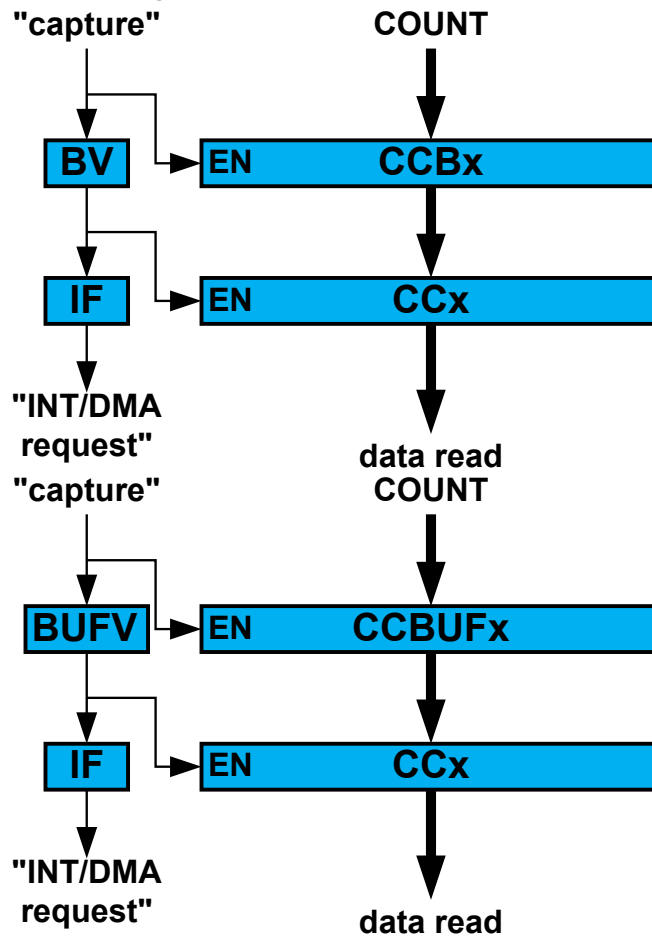 "capture" COUNT
BV EN CCBx
IF EN CCx
"INT/DMA
request"
data read
"capture" COUNT
BUFV EN CCBUFx
IF EN CCx
"INT/DMA
request"
data read